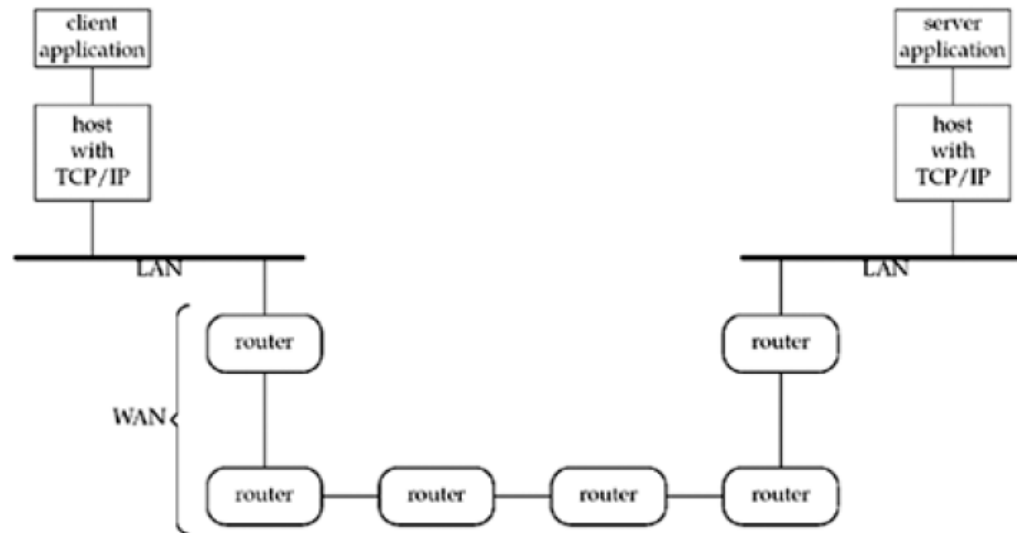 client
application
server
application
host
with
TCP/IP
host
with
TCP/IP
LAN
LAN
router
router
WAN
router
router
router
router